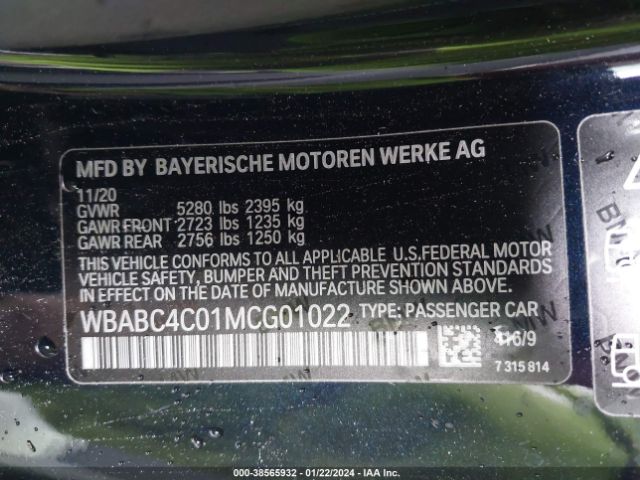 MFD BY BAYERISCHE MOTOREN WERKE AG
11/20
GVWR 5280 lbs 2395 kg
GAWR FRONT 2723 lbs 1235 kg
GAWR REAR 2756 lbs 1250 kg
THIS VEHICLE CONFORMS TO ALL APPLICABLE U.S.FEDERAL MOTOR
VEHICLE SAFETY, BUMPER AND THEFT PREVENTION STANDARDS
IN EFFECT ON THE DATE OF MANUFACTURE SHOWN ABOVE.
WBABC4C01MCG01022 TYPE: PASSENGER CAR
416/9
7 315 814
BMW
© COPART - 38565932 - 01/22/2024 - IAA Inc.